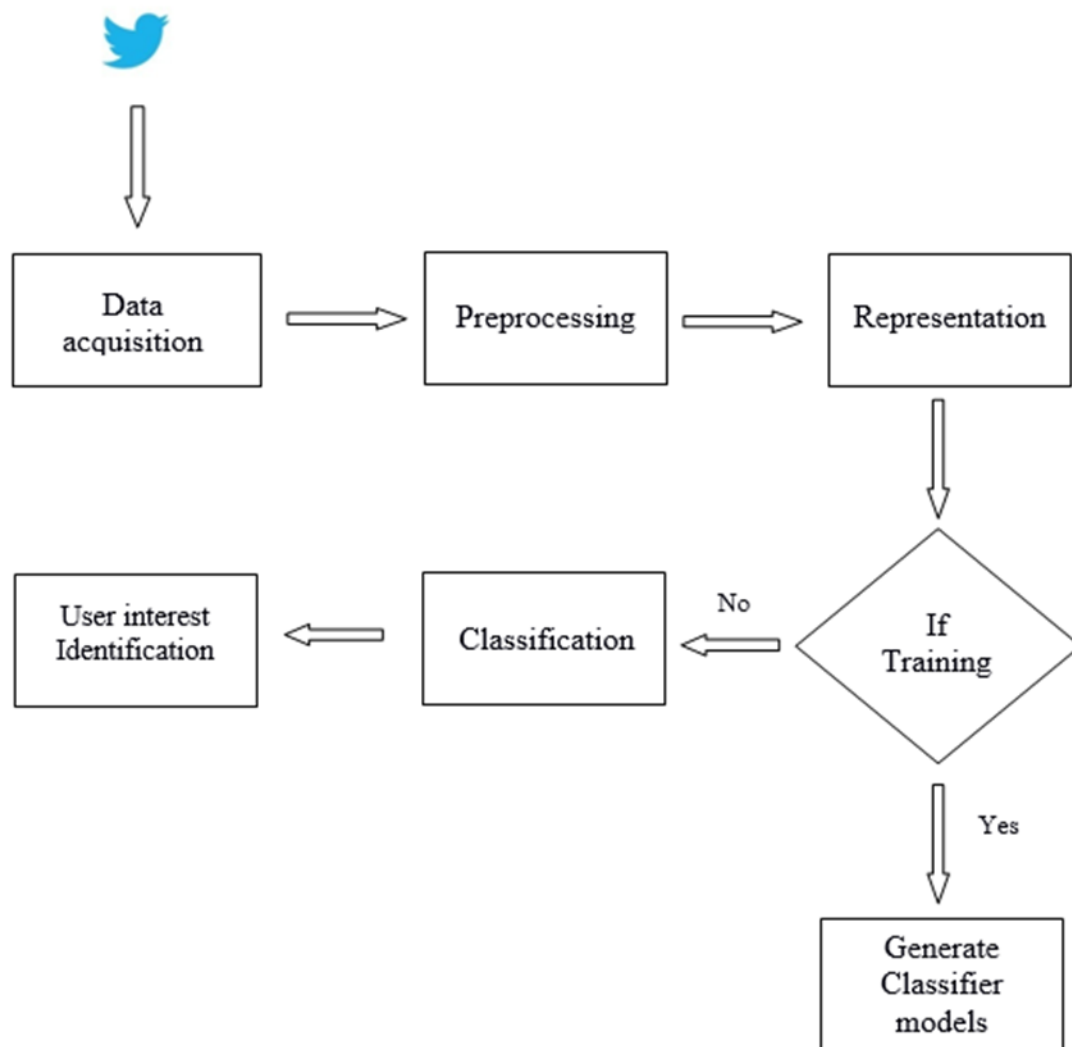 Data
acquisition
Preprocessing
Representation
If
Training
No
Classification
User interest
Identification
Yes
Generate
Classifier
models